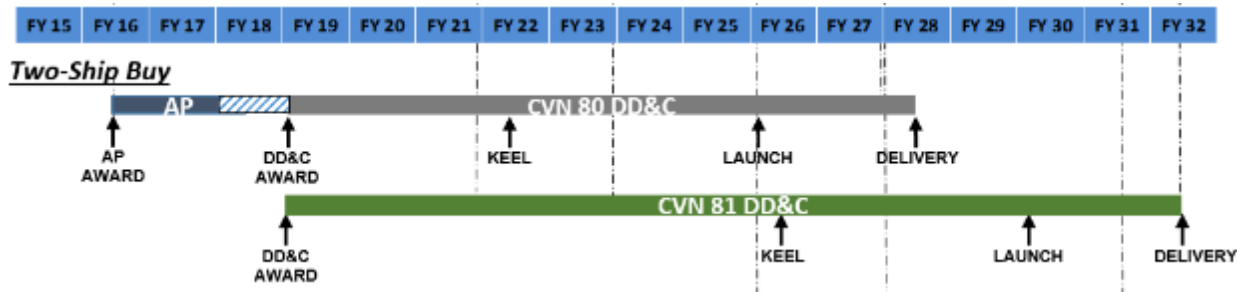 FY 15 FY 16 FY 17 FY 18 FY 19 FY 20 FY 21 FY 22 FY 23 FY 24 FY 25 FY 26 FY 27 FY 28 FY 29 FY 30 FY 31 FY 32
Two-Ship Buy
AP CVN 80 DD&C
AP
AWARD
DD&C
AWARD
KEEL
LAUNCH
DELIVERY
CVN 81 DD&C
DD&C
AWARD
KEEL
LAUNCH
DELIVERY